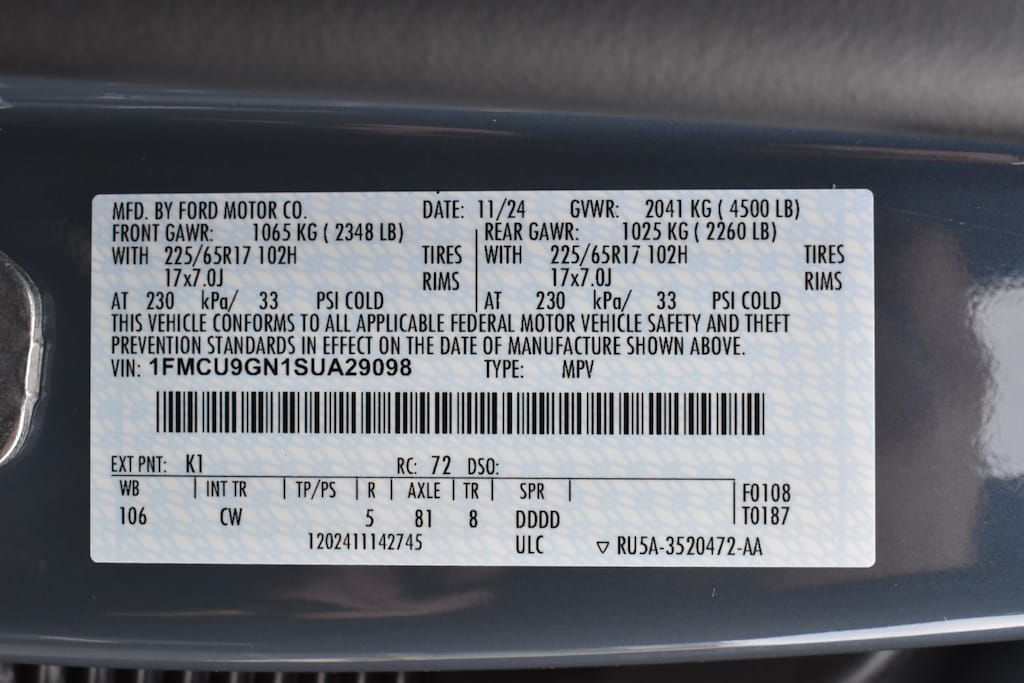 MFD. BY FORD MOTOR CO. DATE: 11/24 GVWR: 2041 KG ( 4500 LB)
FRONT GAWR: 1065 KG ( 2348 LB) REAR GAWR: 1025 KG ( 2260 LB)
WITH 225/65R17 102H TIRES WITH 225/65R17 102H TIRES
17x7.0J RIMS 17x7.0J RIMS
AT 230 kPa/ 33 PSI COLD AT 230 kPa/ 33 PSI COLD
THIS VEHICLE CONFORMS TO ALL APPLICABLE FEDERAL MOTOR VEHICLE SAFETY AND THEFT
PREVENTION STANDARDS IN EFFECT ON THE DATE OF MANUFACTURE SHOWN ABOVE.
VIN: 1FMCU9GN1SUA29098 TYPE: MPV
EXT PNT: K1 RC: 72 DSO:
WB INT TR TP/PS R AXLE TR SPR F0108
106 CW 5 81 8 DDDD T0187
1202411142745 ULC ▽ RU5A-3520472-AA